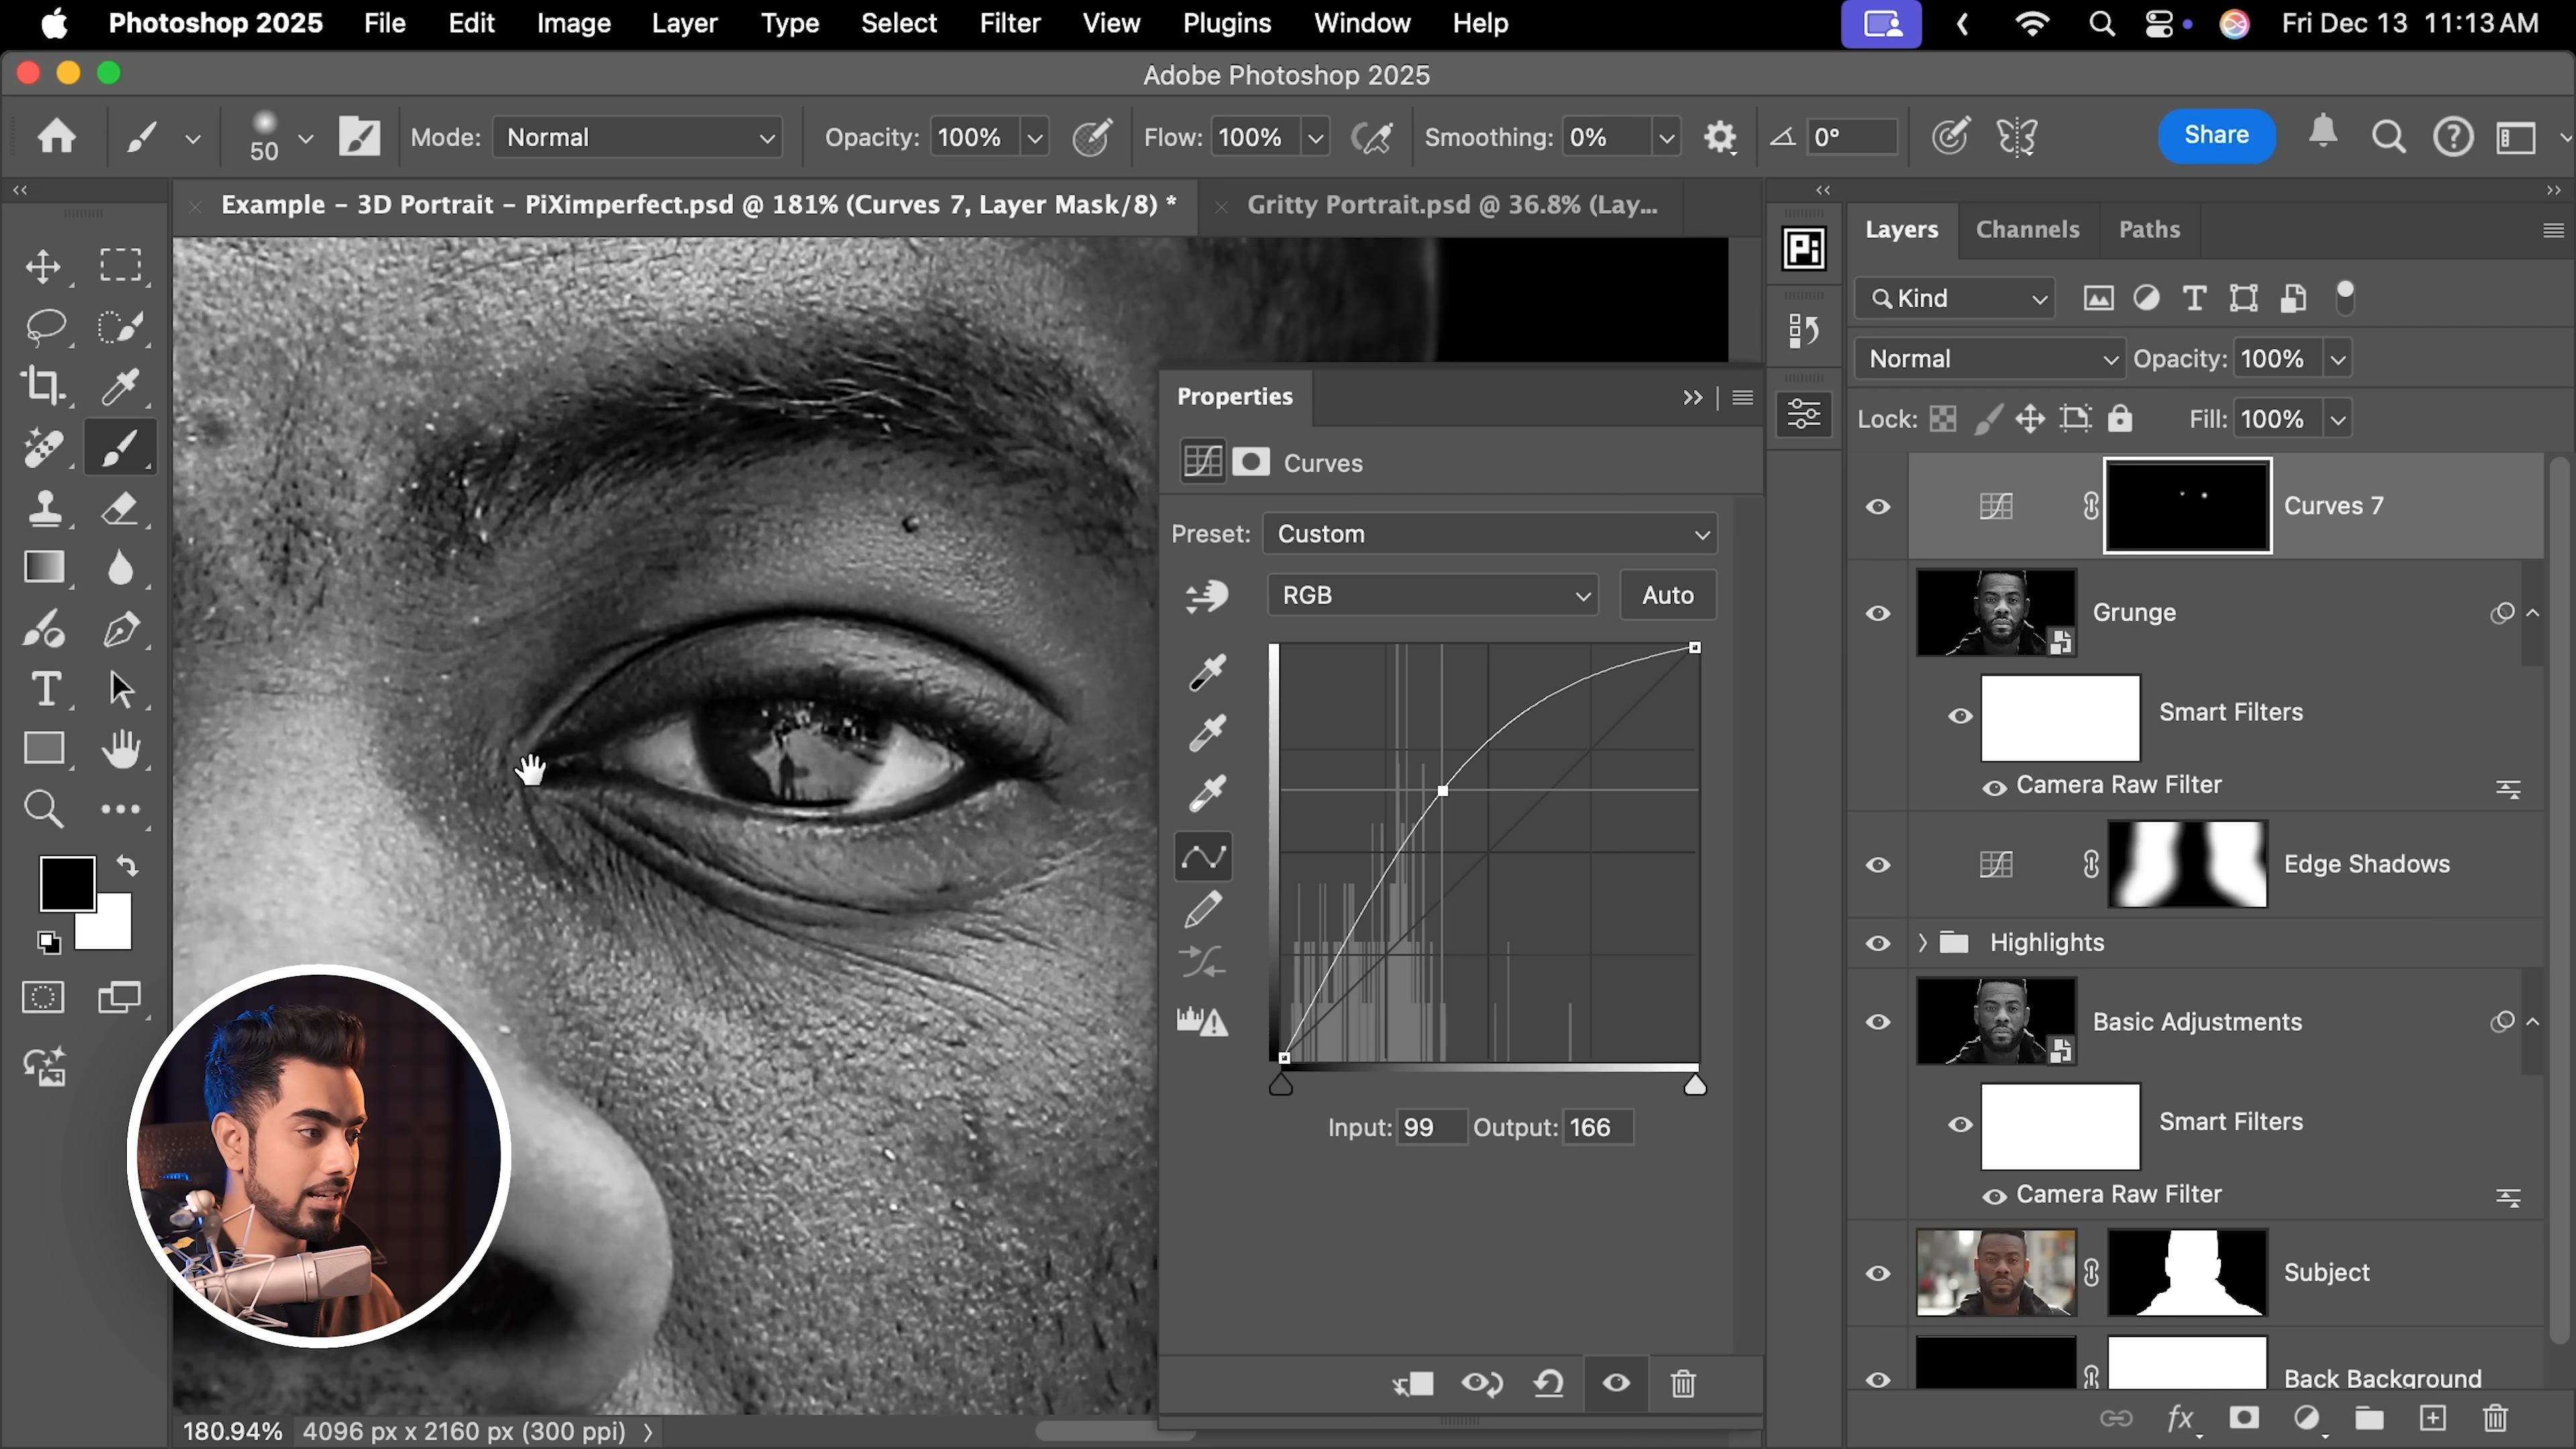 Photoshop 2025 File Edit Image Layer Type Select Filter View Plugins Window Help Fri Dec 13 11:13 AM
Adobe Photoshop 2025
50 Mode: Normal Opacity: 100% Flow: 100% Smoothing: 0% 0° Share
Example - 3D Portrait - PiXimperfect.psd @ 181% (Curves 7, Layer Mask/8) * Gritty Portrait.psd @ 36.8% (Lay...
Pi
Layers Channels Paths
Kind
Normal Opacity: 100%
Lock: Fill: 100%
Curves 7
Grunge
Smart Filters
Camera Raw Filter
Edge Shadows
Highlights
Basic Adjustments
Smart Filters
Camera Raw Filter
Subject
Back Background
fx
Properties
Curves
Preset: Custom
RGB Auto
Input: 99 Output: 166
180.94% 4096 px x 2160 px (300 ppi)